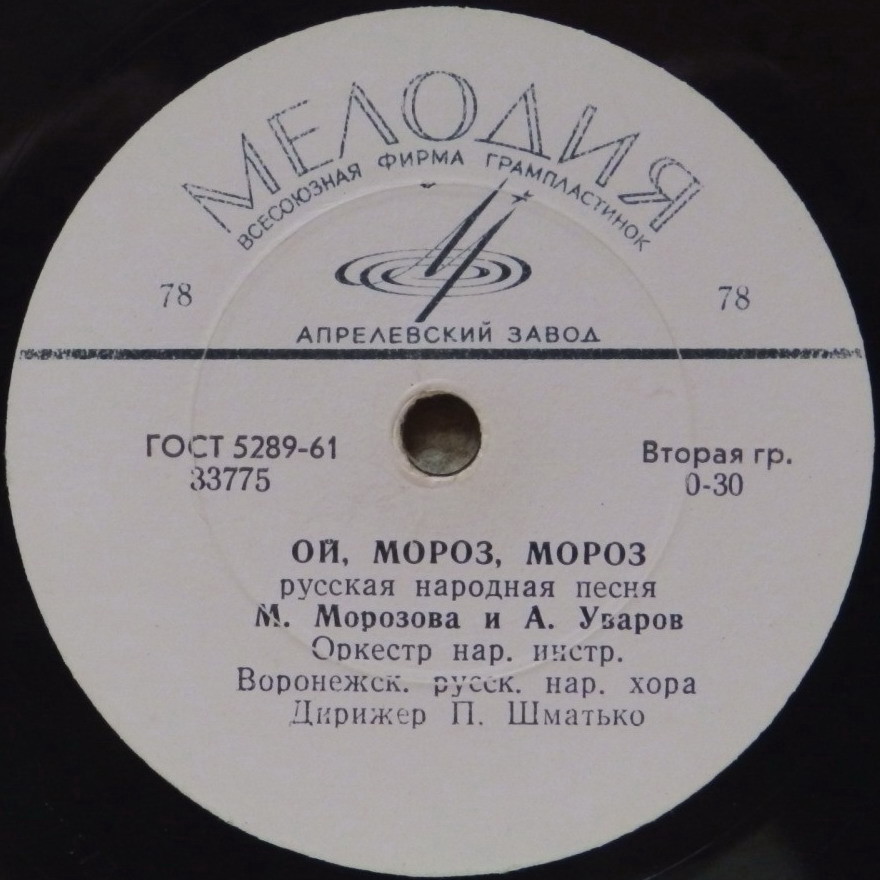 МЕЛОДИЯ
ВСЕСОЮЗНАЯ ФИРМА ГРАМПЛАСТИНОК
78 78
АПРЕЛЕВСКИЙ ЗАВОД
ГОСТ 5289-61 Вторая гр.
33775 0-30
ОЙ, МОРОЗ, МОРОЗ
русская народная песня
М. Морозова и А. Уваров
Оркестр нар. инстр.
Воронежск. русск. нар. хора
Дирижер П. Шматько